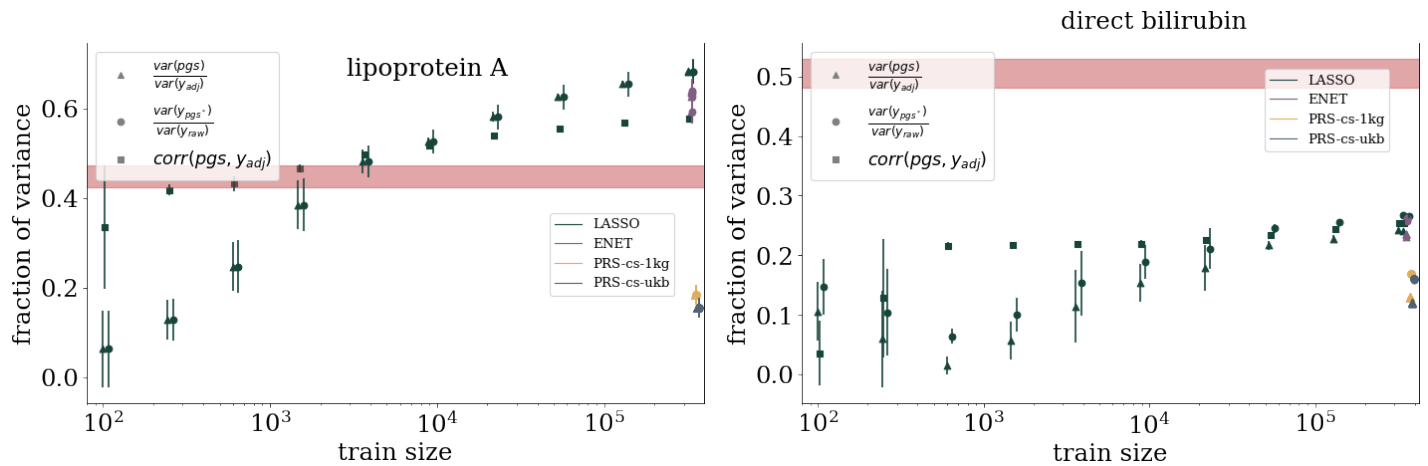 lipoprotein A
var(pgs)
var(y_adj)
var(y_pgs*)
var(y_raw)
corr(pgs, y_adj)
fraction of variance
0.6
0.4
0.2
0.0
LASSO
ENET
PRS-cs-1kg
PRS-cs-ukb
10^2
10^3
10^4
10^5
train size
direct bilirubin
var(pgs)
var(y_adj)
var(y_pgs*)
var(y_raw)
corr(pgs, y_adj)
LASSO
ENET
PRS-cs-1kg
PRS-cs-ukb
fraction of variance
0.5
0.4
0.3
0.2
0.1
0.0
10^2
10^3
10^4
10^5
train size